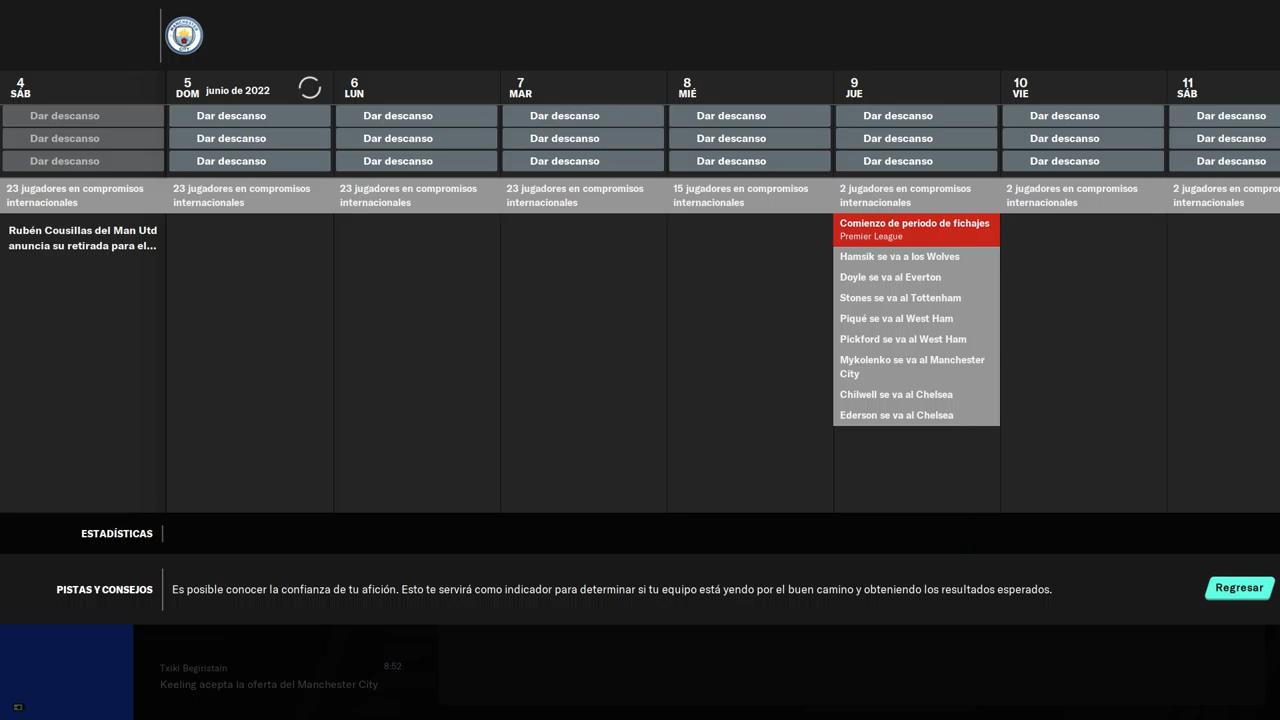 MANCHESTER
CITY
4
SÁB
5
DOM junio de 2022
6
LUN
7
MAR
8
MIÉ
9
JUE
10
VIE
11
SÁB
Dar descanso Dar descanso Dar descanso Dar descanso Dar descanso Dar descanso Dar descanso Dar descanso
Dar descanso Dar descanso Dar descanso Dar descanso Dar descanso Dar descanso Dar descanso Dar descanso
Dar descanso Dar descanso Dar descanso Dar descanso Dar descanso Dar descanso Dar descanso Dar descanso
23 jugadores en compromisos
internacionales
23 jugadores en compromisos
internacionales
23 jugadores en compromisos
internacionales
23 jugadores en compromisos
internacionales
15 jugadores en compromisos
internacionales
2 jugadores en compromisos
internacionales
2 jugadores en compromisos
internacionales
2 jugadores en compro
internacionales
Rubén Cousillas del Man Utd
anuncia su retirada para el...
Comienzo de periodo de fichajes
Premier League
Hamsik se va a los Wolves
Doyle se va al Everton
Stones se va al Tottenham
Piqué se va al West Ham
Pickford se va al West Ham
Mykolenko se va al Manchester
City
Chilwell se va al Chelsea
Ederson se va al Chelsea
ESTADÍSTICAS
PISTAS Y CONSEJOS
Es posible conocer la confianza de tu afición. Esto te servirá como indicador para determinar si tu equipo está yendo por el buen camino y obteniendo los resultados esperados.
Regresar
Txiki Begiristain 8:52
Keeling acepta la oferta del Manchester City